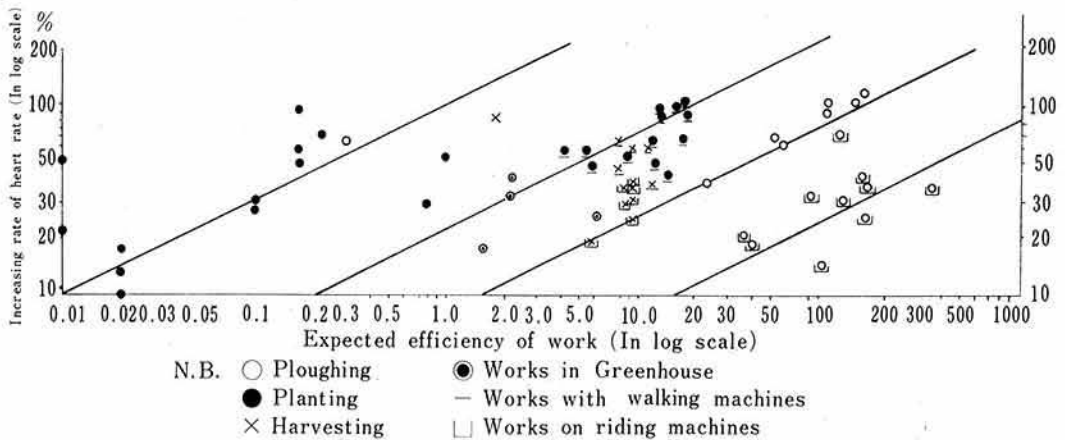 %
Increasing rate of heart rate (In log scale)
200
100
50
30
20
10
200
100
50
30
20
10
0.01 0.02 0.03 0.05 0.1 0.2 0.3 0.5 1.0 2.0 3.0 5.0 10.0 20 30 50 100 200 300 500 1000
Expected efficiency of work (In log scale)
N.B. ○ Ploughing
● Planting
× Harvesting
◉ Works in Greenhouse
— Works with walking machines
⊔ Works on riding machines